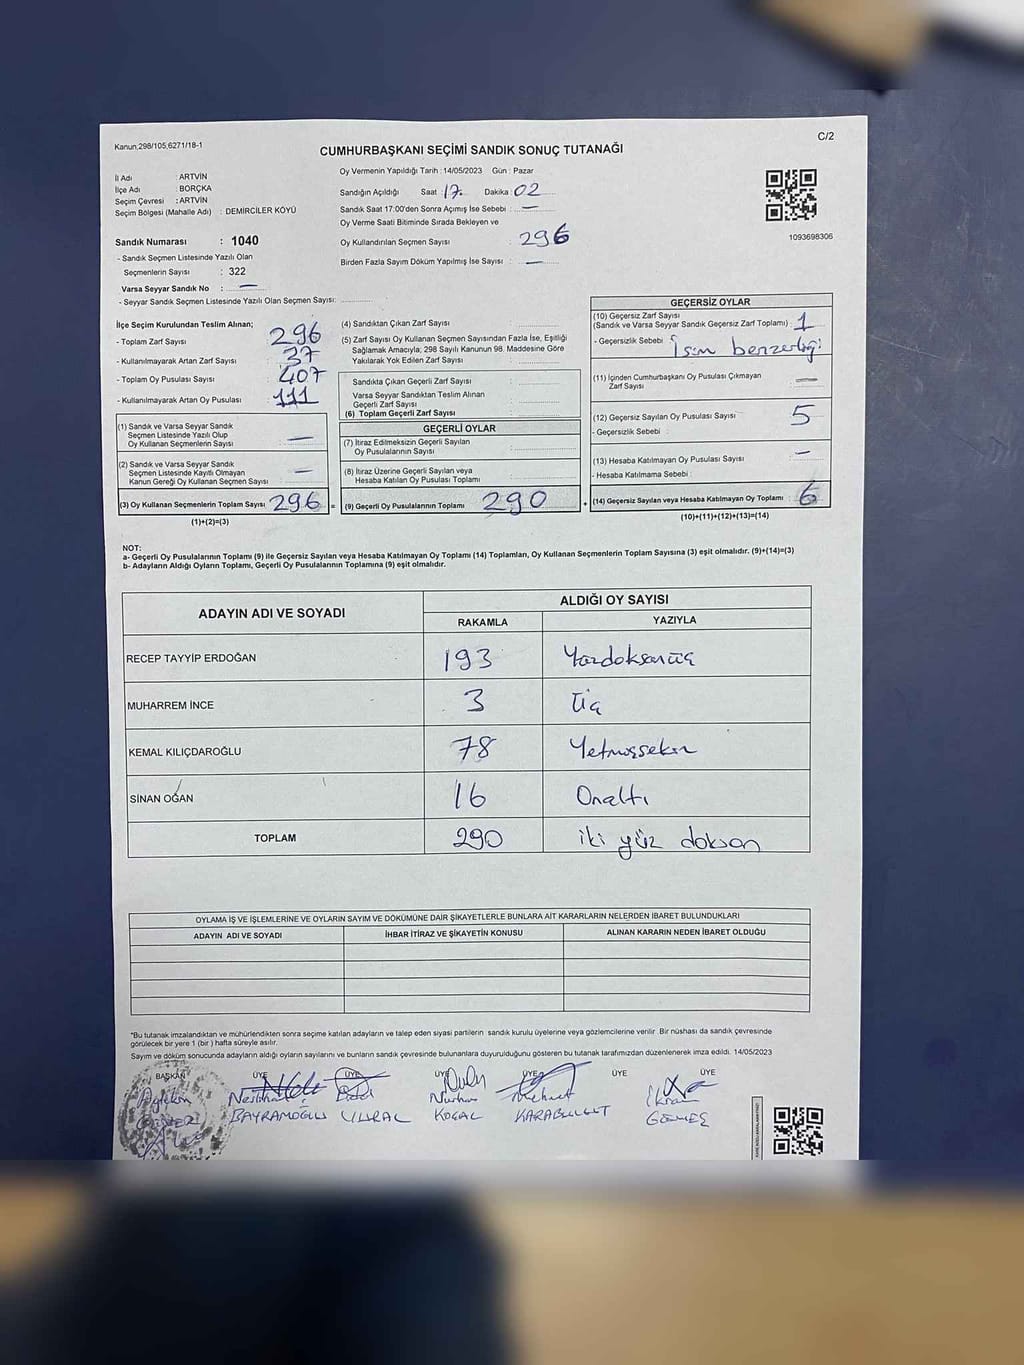 Kanun,298/105,6271/18-1
C/2
CUMHURBAŞKANI SEÇİMİ SANDIK SONUÇ TUTANAĞI
İl Adı : ARTVİN
İlçe Adı : BORÇKA
Seçim Çevresi : ARTVİN
Seçim Bölgesi (Mahalle Adı) : DEMİRCİLER KÖYÜ
Sandık Numarası : 1040
- Sandık Seçmen Listesinde Yazılı Olan
Seçmenlerin Sayısı : 322
Varsa Seyyar Sandık No : —
- Seyyar Sandık Seçmen Listesinde Yazılı Olan Seçmen Sayısı:
Oy Vermenin Yapıldığı Tarih : 14/05/2023 Gün : Pazar
Sandığın Açıldığı Saat : 17. Dakika : 02
Sandık Saat 17:00'den Sonra Açımış İse Sebebi : —
Oy Verme Saati Bitiminde Sırada Bekleyen ve
Oy Kullandırılan Seçmen Sayısı : 296
Birden Fazla Sayım Döküm Yapılmış İse Sayısı : —
1093698306
İlçe Seçim Kurulundan Teslim Alınan;
- Toplam Zarf Sayısı : 296
- Kullanılmayarak Artan Zarf Sayısı : 37
- Toplam Oy Pusulası Sayısı : 407
- Kullanılmayarak Artan Oy Pusulası : 111
(1) Sandık ve Varsa Seyyar Sandık
Seçmen Listesinde Yazılı Olup
Oy Kullanan Seçmenlerin Sayısı : —
(2) Sandık ve Varsa Seyyar Sandık
Seçmen Listesinde Kayıtlı Olmayan
Kanun Gereği Oy Kullanan Seçmen Sayısı : —
(3) Oy Kullanan Seçmenlerin Toplam Sayısı : 296
(1)+(2)=(3)
(4) Sandıktan Çıkan Zarf Sayısı :
(5) Zarf Sayısı Oy Kullanan Seçmen Sayısından Fazla İse, Eşitliği
Sağlamak Amacıyla, 298 Sayılı Kanunun 98. Maddesine Göre
Yakılarak Yok Edilen Zarf Sayısı :
Sandıkta Çıkan Geçerli Zarf Sayısı :
Varsa Seyyar Sandıktan Teslim Alınan
Geçerli Zarf Sayısı :
(6) Toplam Geçerli Zarf Sayısı :
GEÇERLİ OYLAR
(7) İtiraz Edilmeksizin Geçerli Sayılan
Oy Pusulalarının Sayısı :
(8) İtiraz Üzerine Geçerli Sayılan veya
Hesaba Katılan Oy Pusulası Toplamı :
= (9) Geçerli Oy Pusulalarının Toplamı : 290
GEÇERSİZ OYLAR
(10) Geçersiz Zarf Sayısı
(Sandık ve Varsa Seyyar Sandık Geçersiz Zarf Toplamı) : 1
- Geçersizlik Sebebi : İsim benzerliği
(11) İçinden Cumhurbaşkanı Oy Pusulası Çıkmayan
Zarf Sayısı : —
(12) Geçersiz Sayılan Oy Pusulası Sayısı : 5
- Geçersizlik Sebebi :
(13) Hesaba Katılmayan Oy Pusulası Sayısı : —
- Hesaba Katılmama Sebebi :
+ (14) Geçersiz Sayılan veya Hesaba Katılmayan Oy Toplamı : 6
(10)+(11)+(12)+(13)=(14)
NOT:
a- Geçerli Oy Pusulalarının Toplamı (9) ile Geçersiz Sayılan veya Hesaba Katılmayan Oy Toplamı (14) Toplamları, Oy Kullanan Seçmenlerin Toplam Sayısına (3) eşit olmalıdır. (9)+(14)=(3)
b- Adayların Aldığı Oyların Toplamı, Geçerli Oy Pusulalarının Toplamına (9) eşit olmalıdır.
ADAYIN ADI VE SOYADI
ALDIĞI OY SAYISI
RAKAMLA YAZIYLA
RECEP TAYYİP ERDOĞAN 193 Yüzdoksanüç
MUHARREM İNCE 3 Üç
KEMAL KILIÇDAROĞLU 78 Yetmişsekiz
SİNAN OĞAN 16 Onaltı
TOPLAM 290 iki yüz doksan
OYLAMA İŞ VE İŞLEMLERİNE VE OYLARIN SAYIM VE DÖKÜMÜNE DAİR ŞİKAYETLERLE BUNLARA AİT KARARLARIN NELERDEN İBARET BULUNDUKLARI
ADAYIN ADI VE SOYADI İHBAR İTİRAZ VE ŞİKAYETİN KONUSU ALINAN KARARIN NEDEN İBARET OLDUĞU
*Bu tutanak imzalandıktan ve mühürlendikten sonra seçime katılan adayların ve talep eden siyasi partilerin sandık kurulu üyelerine veya gözlemcilerine verilir. Bir nüshası da sandık çevresinde
görülecek bir yere 1 (bir) hafta süreyle asılır.
Sayım ve döküm sonucunda adayların aldığı oyların sayılarını ve bunların sandık çevresinde bulunanlara duyurulduğunu gösteren bu tutanak tarafımızdan düzenlenerek imza edildi. 14/05/2023
BAŞKAN ÜYE ÜYE ÜYE ÜYE ÜYE ÜYE
Nurhan Mehmet
BAYRAMOĞLU URAL KOÇAL KARABULUT GÜMEŞ